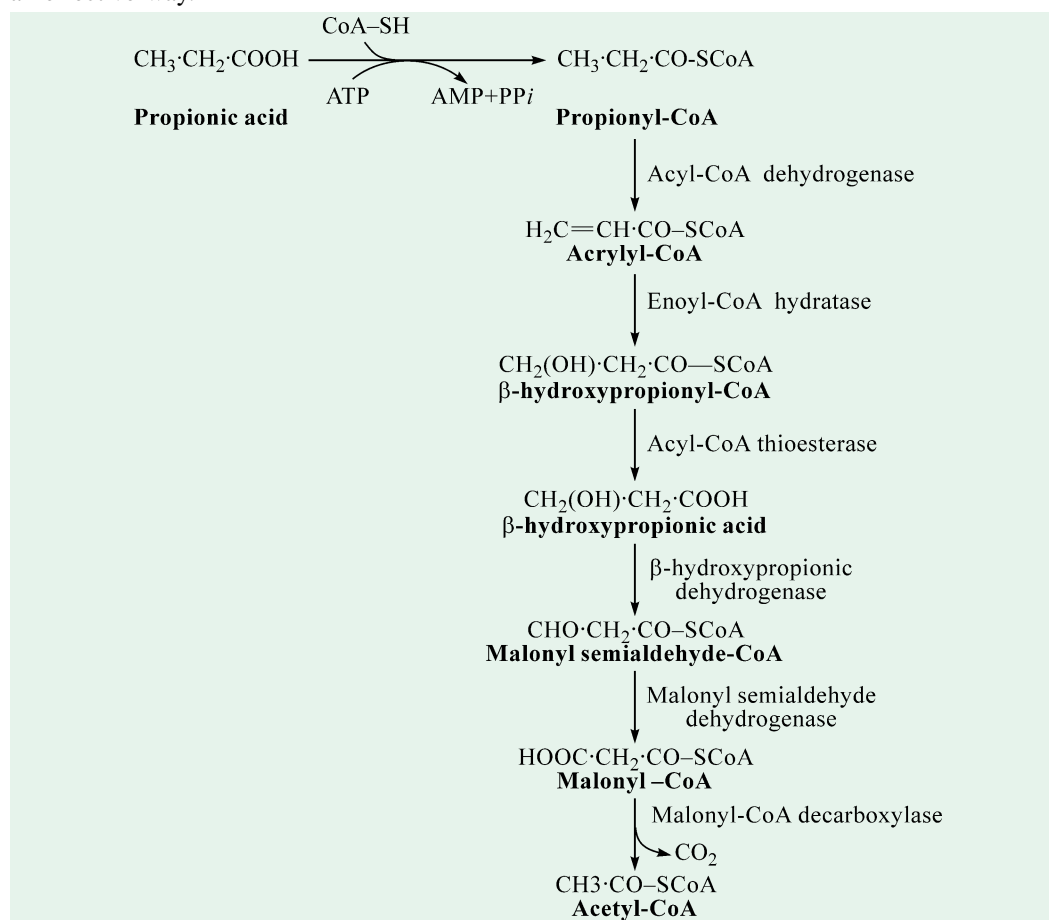 CoA–SH
CH₃·CH₂·COOH CH₃·CH₂·CO-SCoA
ATP AMP+PPi
Propionic acid Propionyl-CoA
Acyl-CoA dehydrogenase
H₂C=CH·CO–SCoA
Acrylyl-CoA
Enoyl-CoA hydratase
CH₂(OH)·CH₂·CO—SCoA
β-hydroxypropionyl-CoA
Acyl-CoA thioesterase
CH₂(OH)·CH₂·COOH
β-hydroxypropionic acid
β-hydroxypropionic
dehydrogenase
CHO·CH₂·CO–SCoA
Malonyl semialdehyde-CoA
Malonyl semialdehyde
dehydrogenase
HOOC·CH₂·CO–SCoA
Malonyl –CoA
Malonyl-CoA decarboxylase
CO₂
CH3·CO–SCoA
Acetyl-CoA